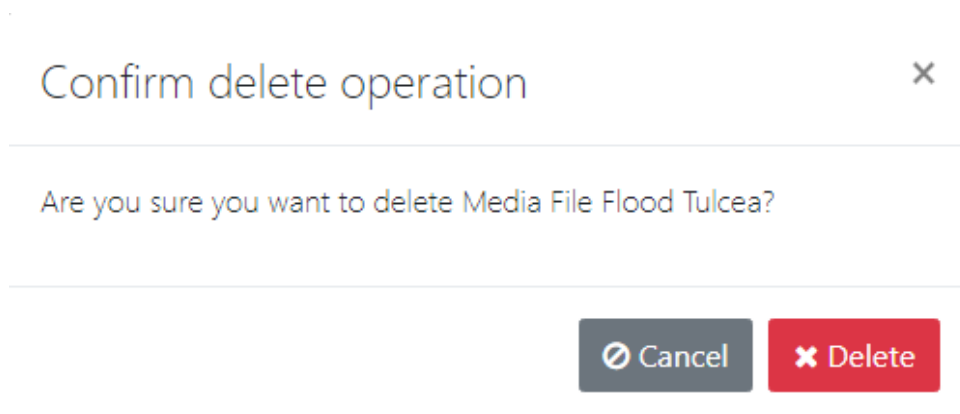 Confirm delete operation
Are you sure you want to delete Media File Flood Tulcea?
Cancel
Delete